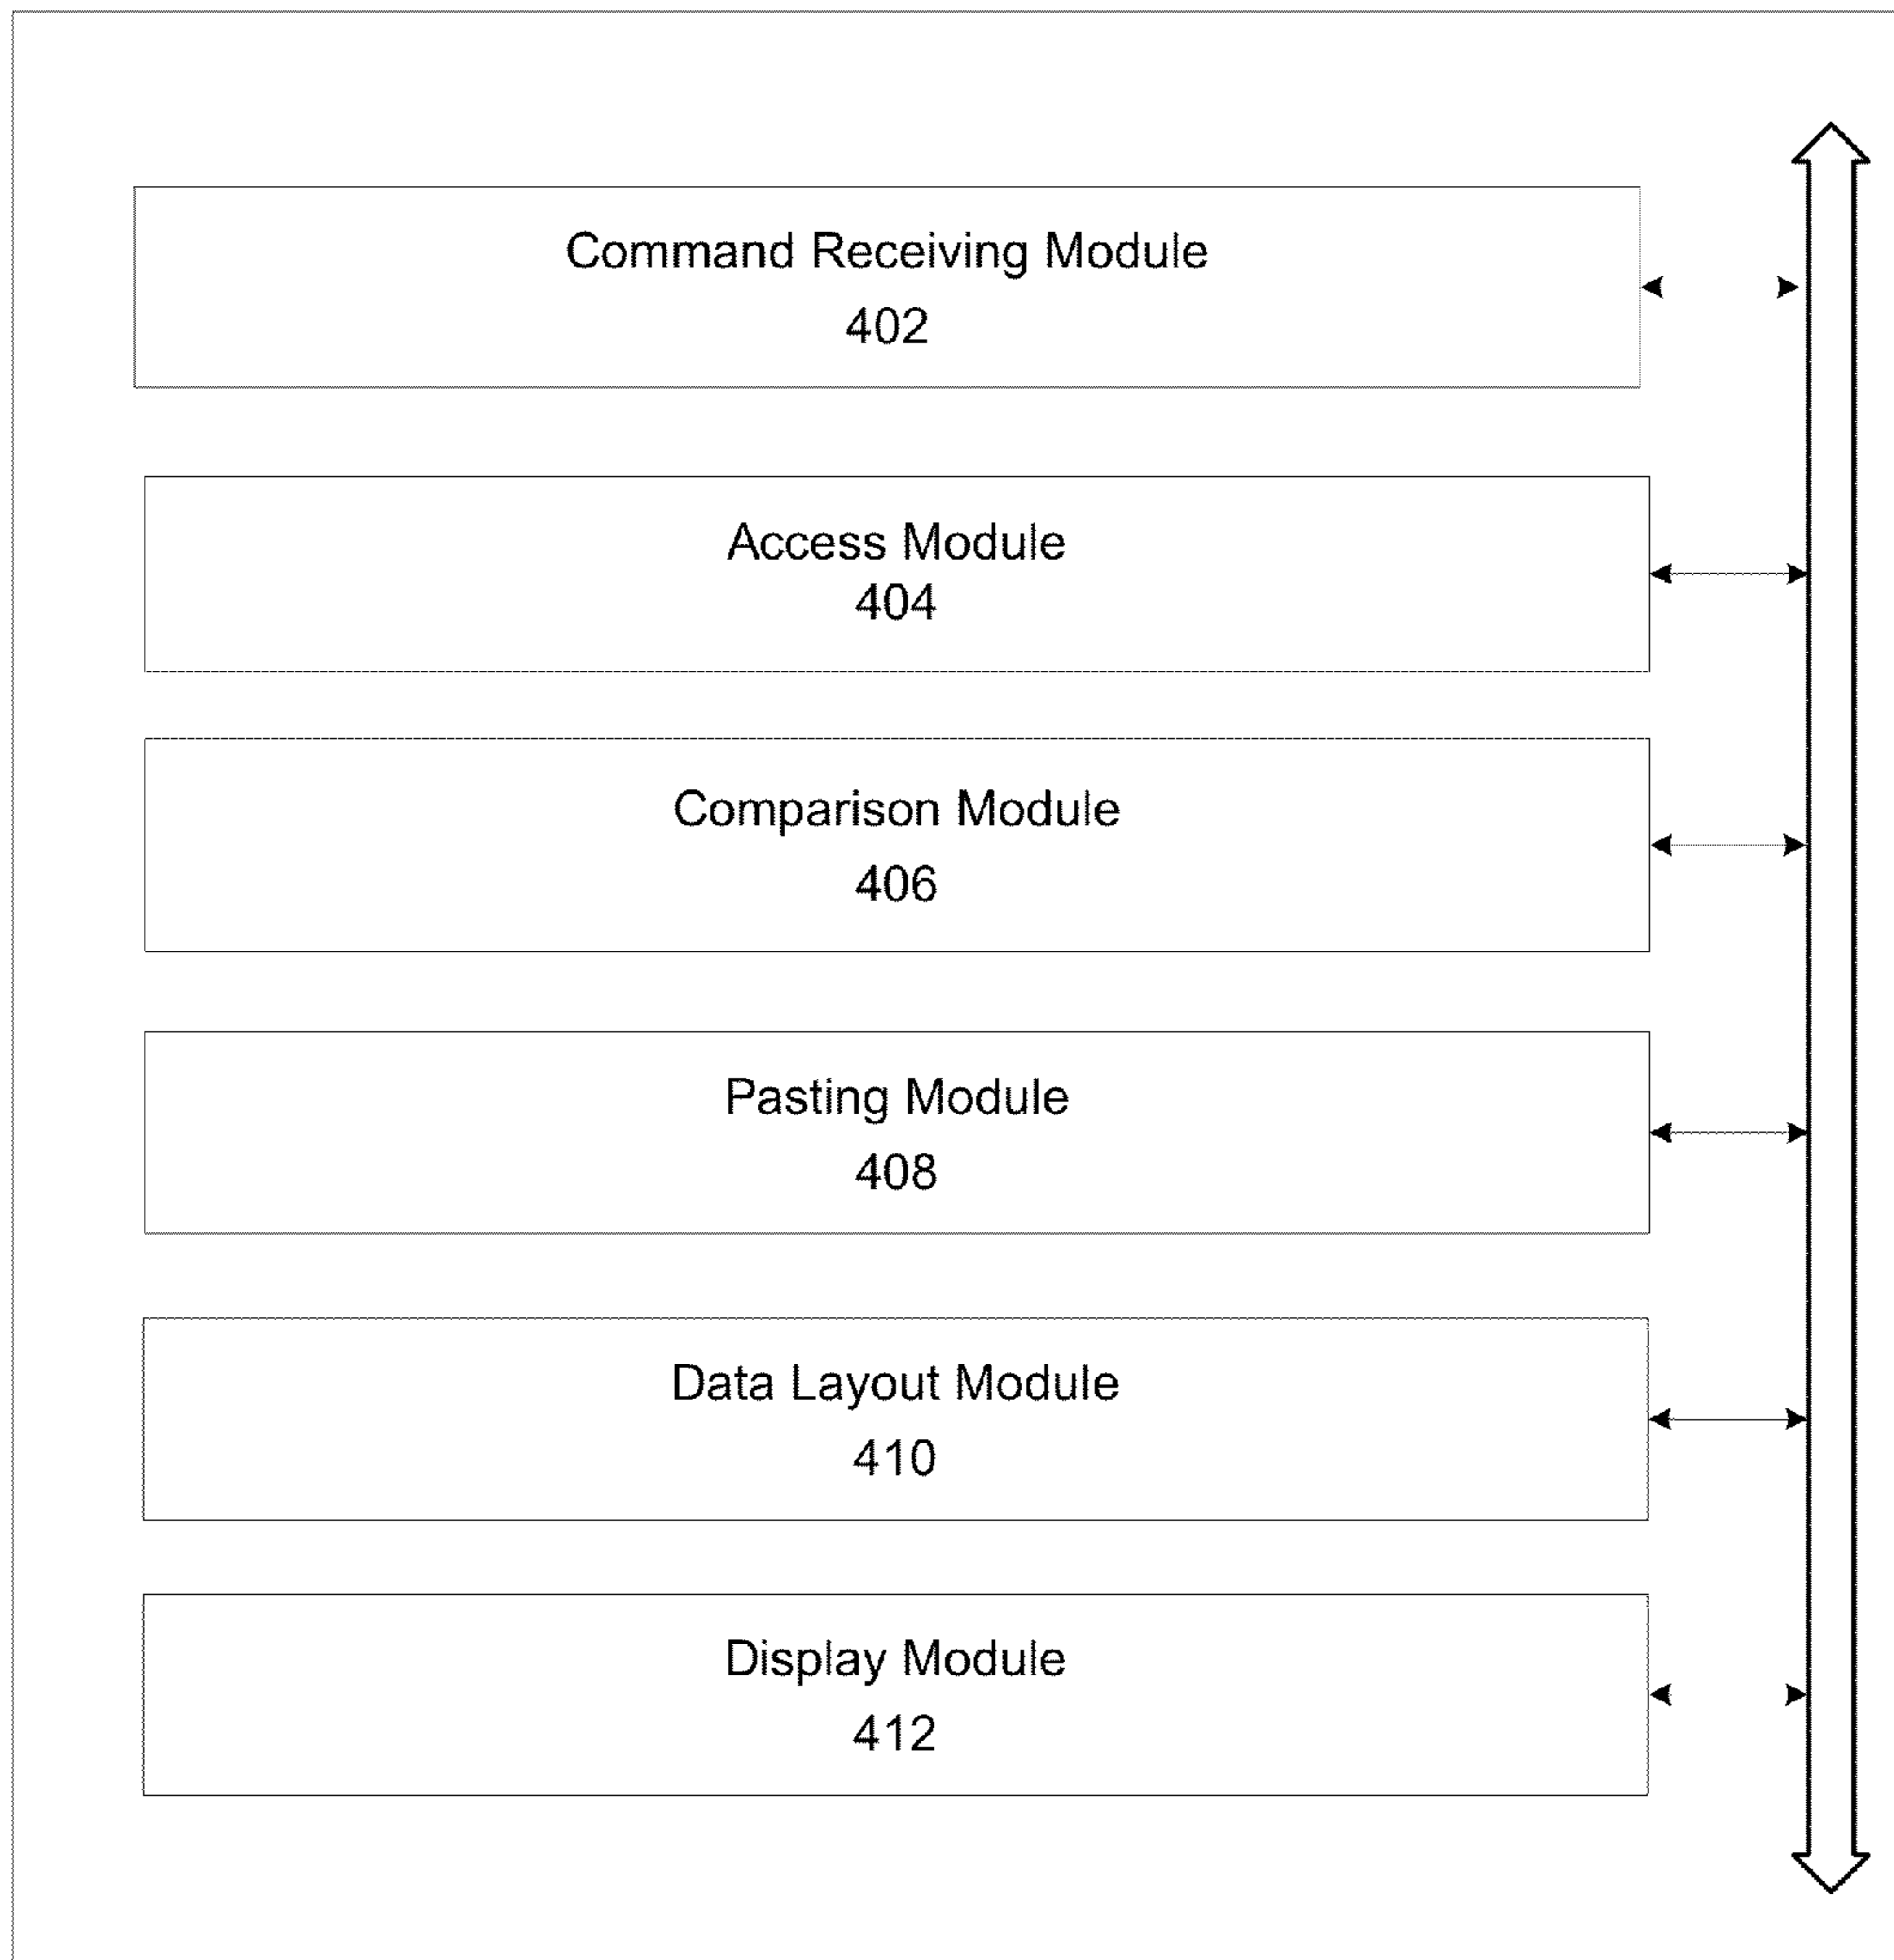 Command Receiving Module
402
Access Module
404
Comparison Module
406
Pasting Module
408
Data Layout Module
410
Display Module
412